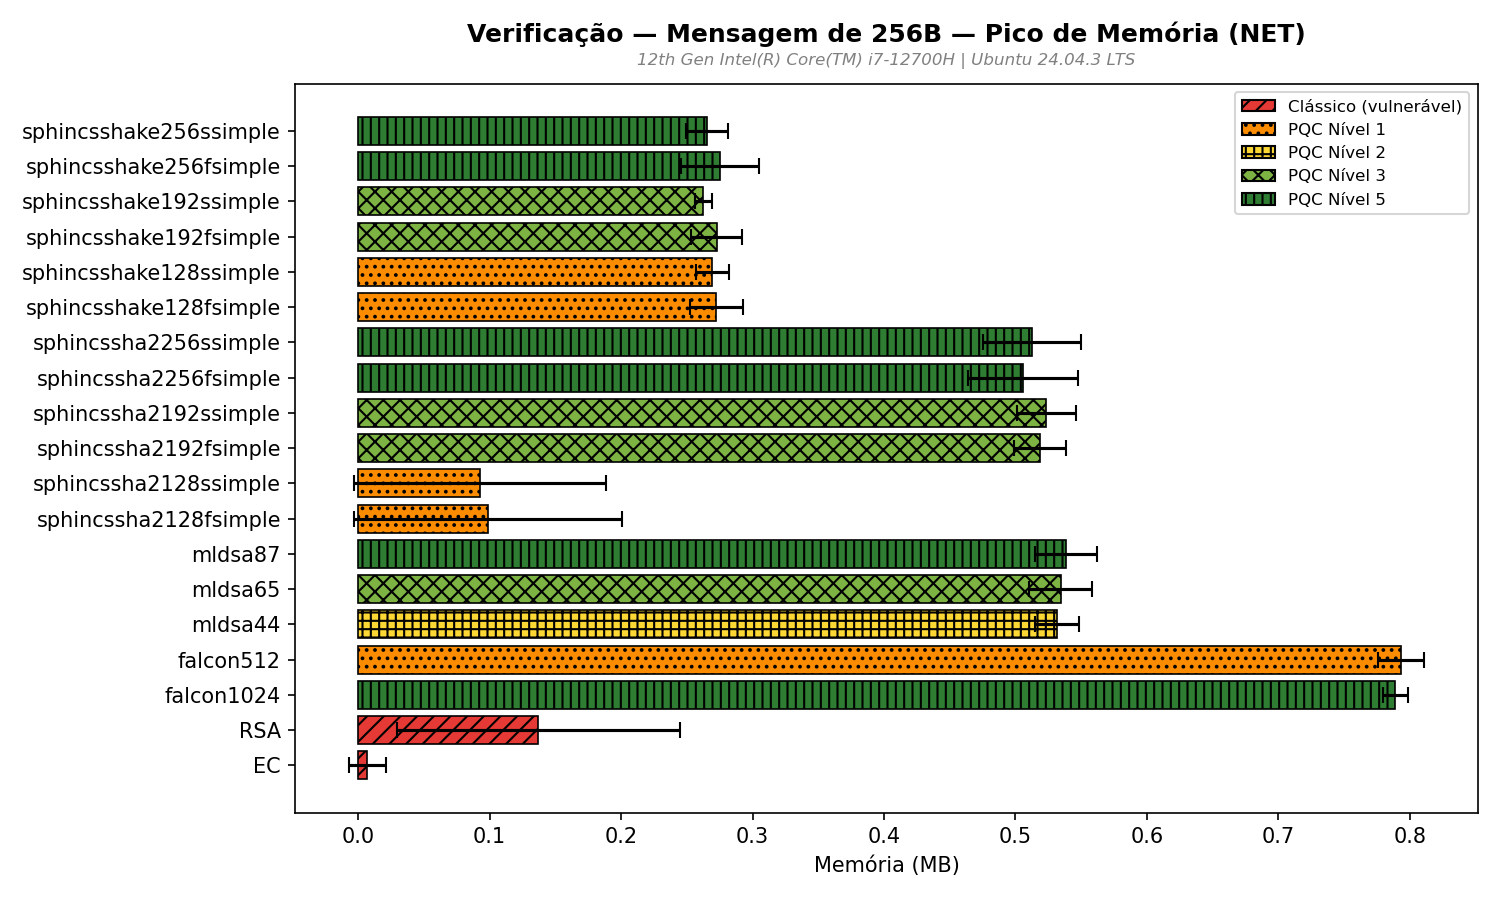 Verificação — Mensagem de 256B — Pico de Memória (NET)
12th Gen Intel(R) Core(TM) i7-12700H | Ubuntu 24.04.3 LTS
Clássico (vulnerável)
PQC Nível 1
PQC Nível 2
PQC Nível 3
PQC Nível 5
sphincsshake256ssimple
sphincsshake256fsimple
sphincsshake192ssimple
sphincsshake192fsimple
sphincsshake128ssimple
sphincsshake128fsimple
sphincssha2256ssimple
sphincssha2256fsimple
sphincssha2192ssimple
sphincssha2192fsimple
sphincssha2128ssimple
sphincssha2128fsimple
mldsa87
mldsa65
mldsa44
falcon512
falcon1024
RSA
EC
0.0 0.1 0.2 0.3 0.4 0.5 0.6 0.7 0.8
Memória (MB)